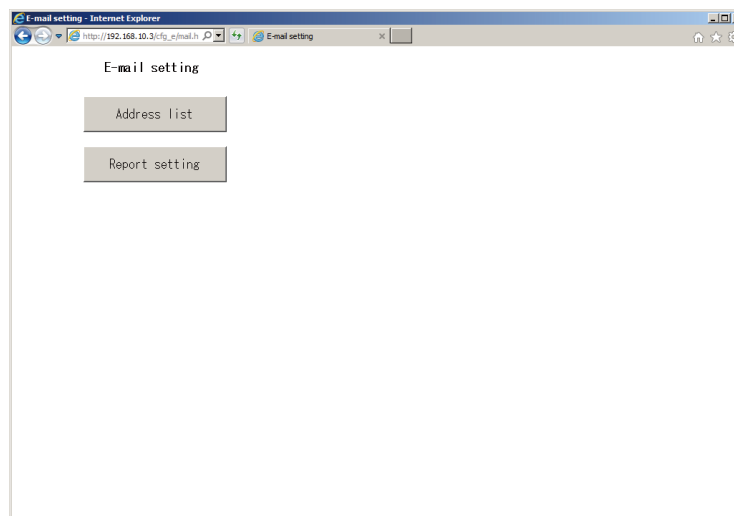 E-mail setting - Internet Explorer
http://192.168.10.3/cfg_e/mail.h
E-mail setting
E-mail setting
Address list
Report setting